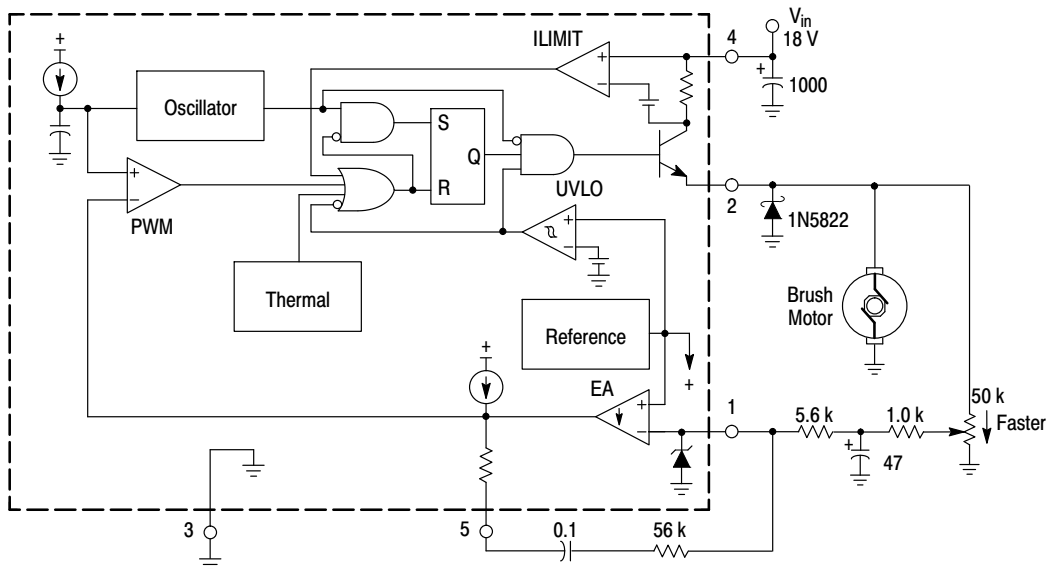 +
Oscillator
+
−
PWM
Thermal
S
Q
R
ILIMIT
+
−
UVLO
+
−
Reference
+
+
EA
+
−
4
Vin
18 V
+
1000
2
1N5822
Brush
Motor
1
5.6 k
1.0 k
50 k
Faster
+
47
3
5
0.1
56 k